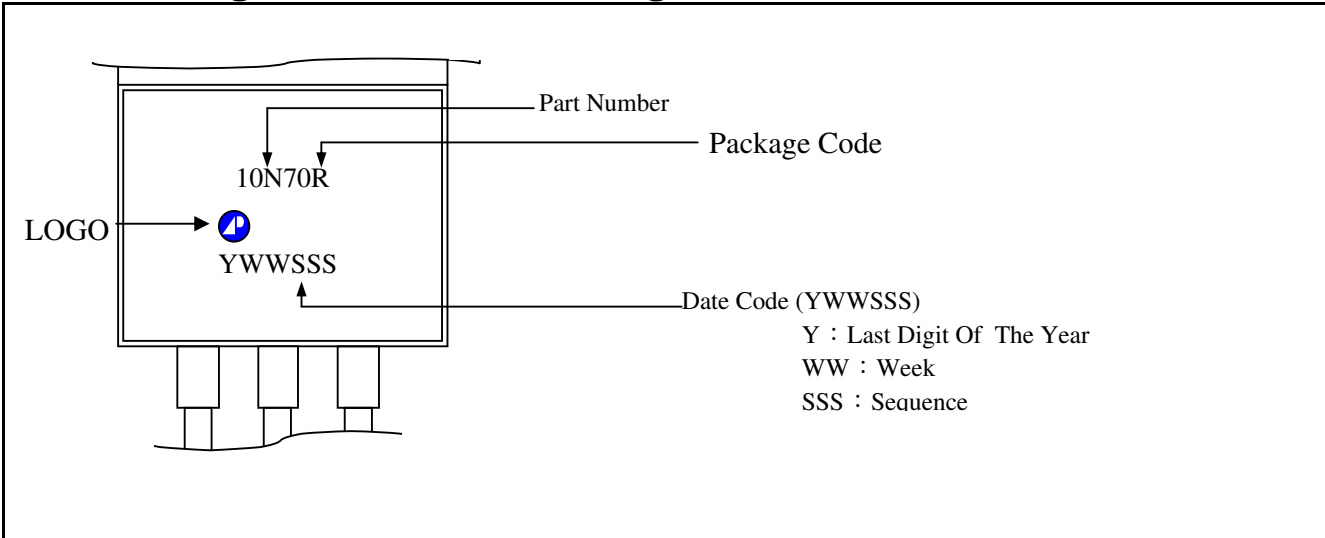 Part Number
Package Code
10N70R
LOGO
YWWSSS
Date Code (YWWSSS)
Y：Last Digit Of The Year
WW：Week
SSS：Sequence